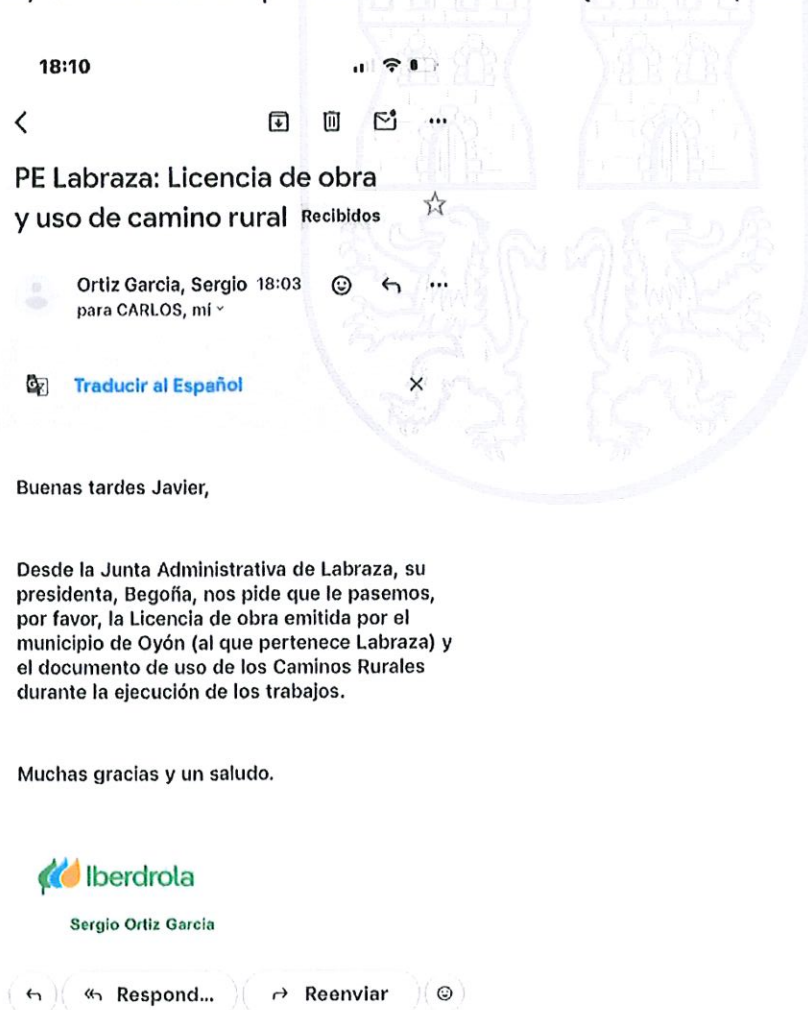 18:10
PE Labraza: Licencia de obra
y uso de camino rural Recibidos
Ortiz Garcia, Sergio 18:03
para CARLOS, mí
Traducir al Español
Buenas tardes Javier,
Desde la Junta Administrativa de Labraza, su
presidenta, Begoña, nos pide que le pasemos,
por favor, la Licencia de obra emitida por el
municipio de Oyón (al que pertenece Labraza) y
el documento de uso de los Caminos Rurales
durante la ejecución de los trabajos.
Muchas gracias y un saludo.
Iberdrola
Sergio Ortiz Garcia
Respond...
Reenviar